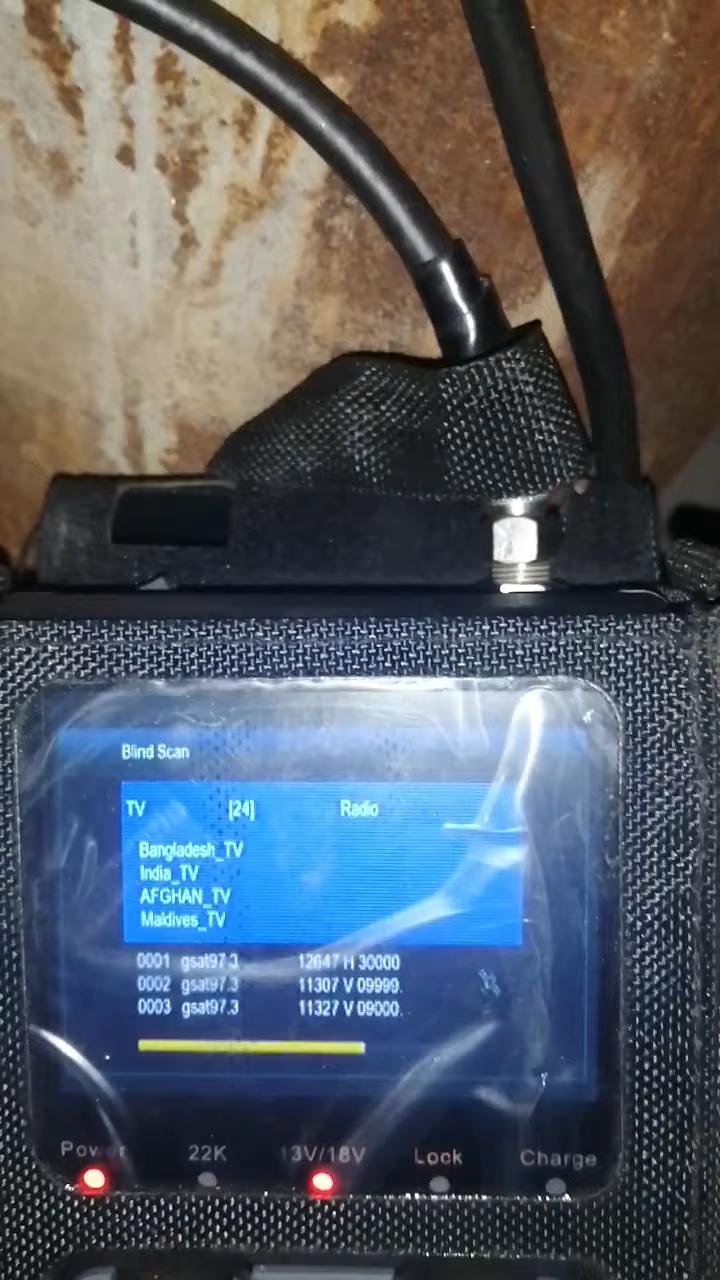 Blind Scan
TV [24] Radio
Bangladesh_TV
India_TV
AFGHAN_TV
Maldives_TV
0001 gsat97.3 12647 H 30000
0002 gsat97.3 11307 V 09999.
0003 gsat97.3 11327 V 09000.
Power 22K 13V/18V Lock Charge